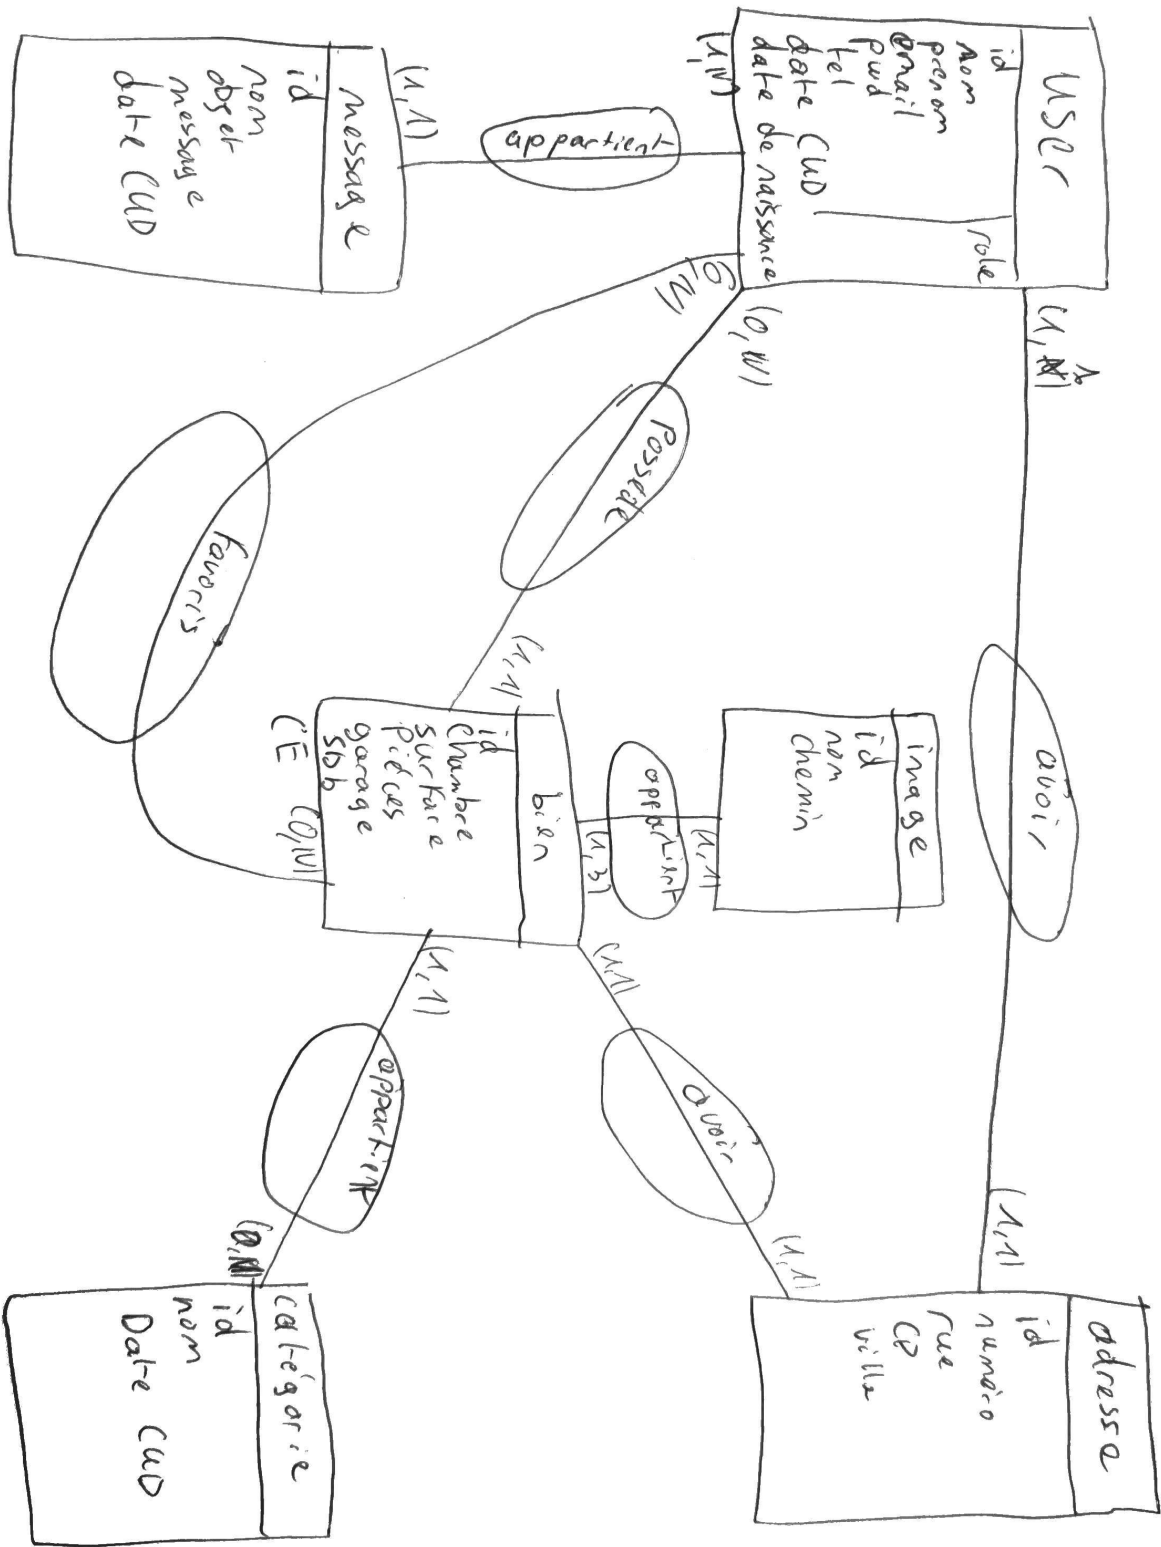 user
id
nom
prenom
email
pwd
tel
date CUD
date de naissance
role
(1,1)
avoir
(1,1)
adresse
id
numéro
rue
CP
ville
(1,N)
appartient
(1,1)
message
id
nom
objet
message
date CUD
(0,N)
possède
(1,1)
image
id
nom
chemin
(1,1)
appartient
(1,3)
bien
id
chambre
surface
pièces
garage
sdb
CE
(0,N)
favoris
(1,1)
avoir
(1,1)
(1,1)
appartient
catégorie
id
nom
Date CUD